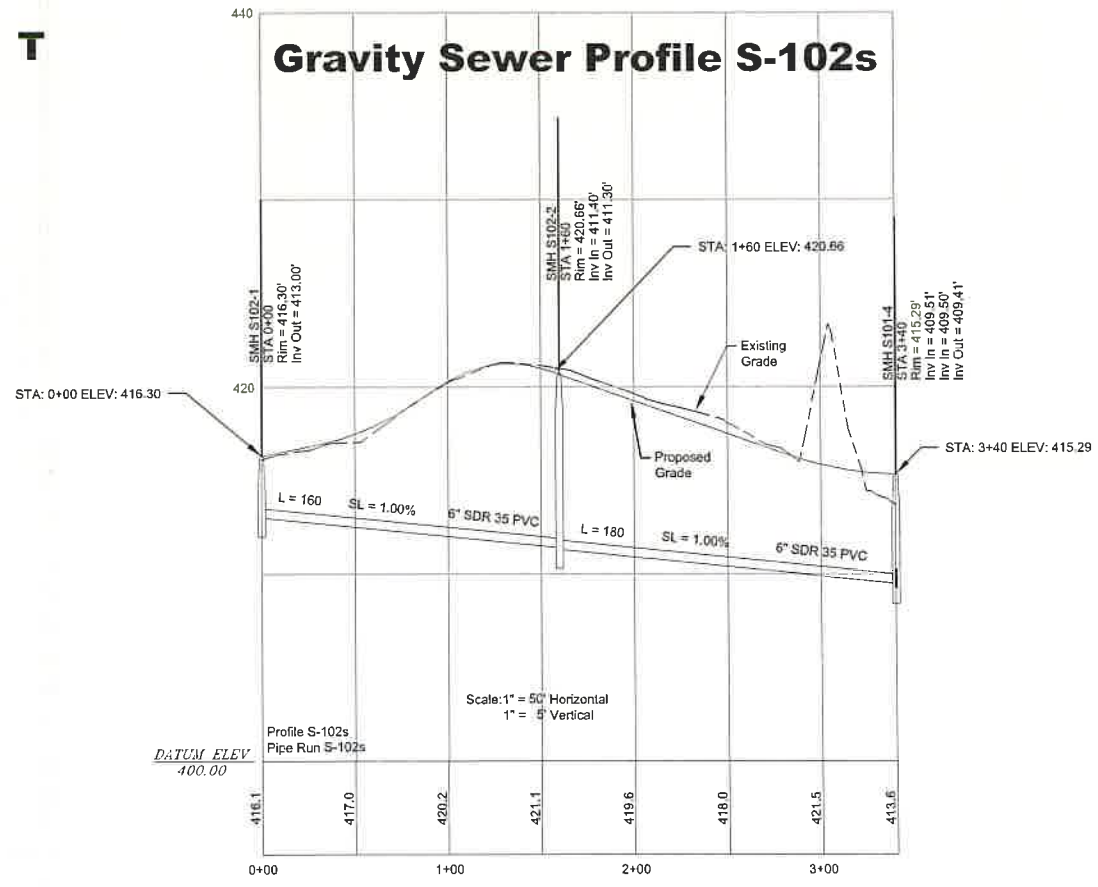 440
T
Gravity Sewer Profile S-102s
SMH S102-1
STA 0+00
Rim = 416.30'
Inv Out = 413.00'
SMH S102-2
STA 1+60
Rim = 420.66'
Inv In = 411.40'
Inv Out = 411.30'
STA: 1+60 ELEV: 420.66
SMH S101-4
STA 3+40
Rim = 415.29'
Inv In = 409.51'
Inv In = 409.50'
Inv Out = 409.41'
Existing
Grade
420
STA: 0+00 ELEV: 416.30
STA: 3+40 ELEV: 415.29
Proposed
Grade
L = 160
SL = 1.00%
6" SDR 35 PVC
L = 180
SL = 1.00%
6" SDR 35 PVC
Scale:1" = 50' Horizontal
1" = 5' Vertical
Profile S-102s
Pipe Run S-102s
DATUM ELEV
400.00
416.1
417.0
420.2
421.1
419.6
418.0
421.5
413.6
0+00
1+00
2+00
3+00